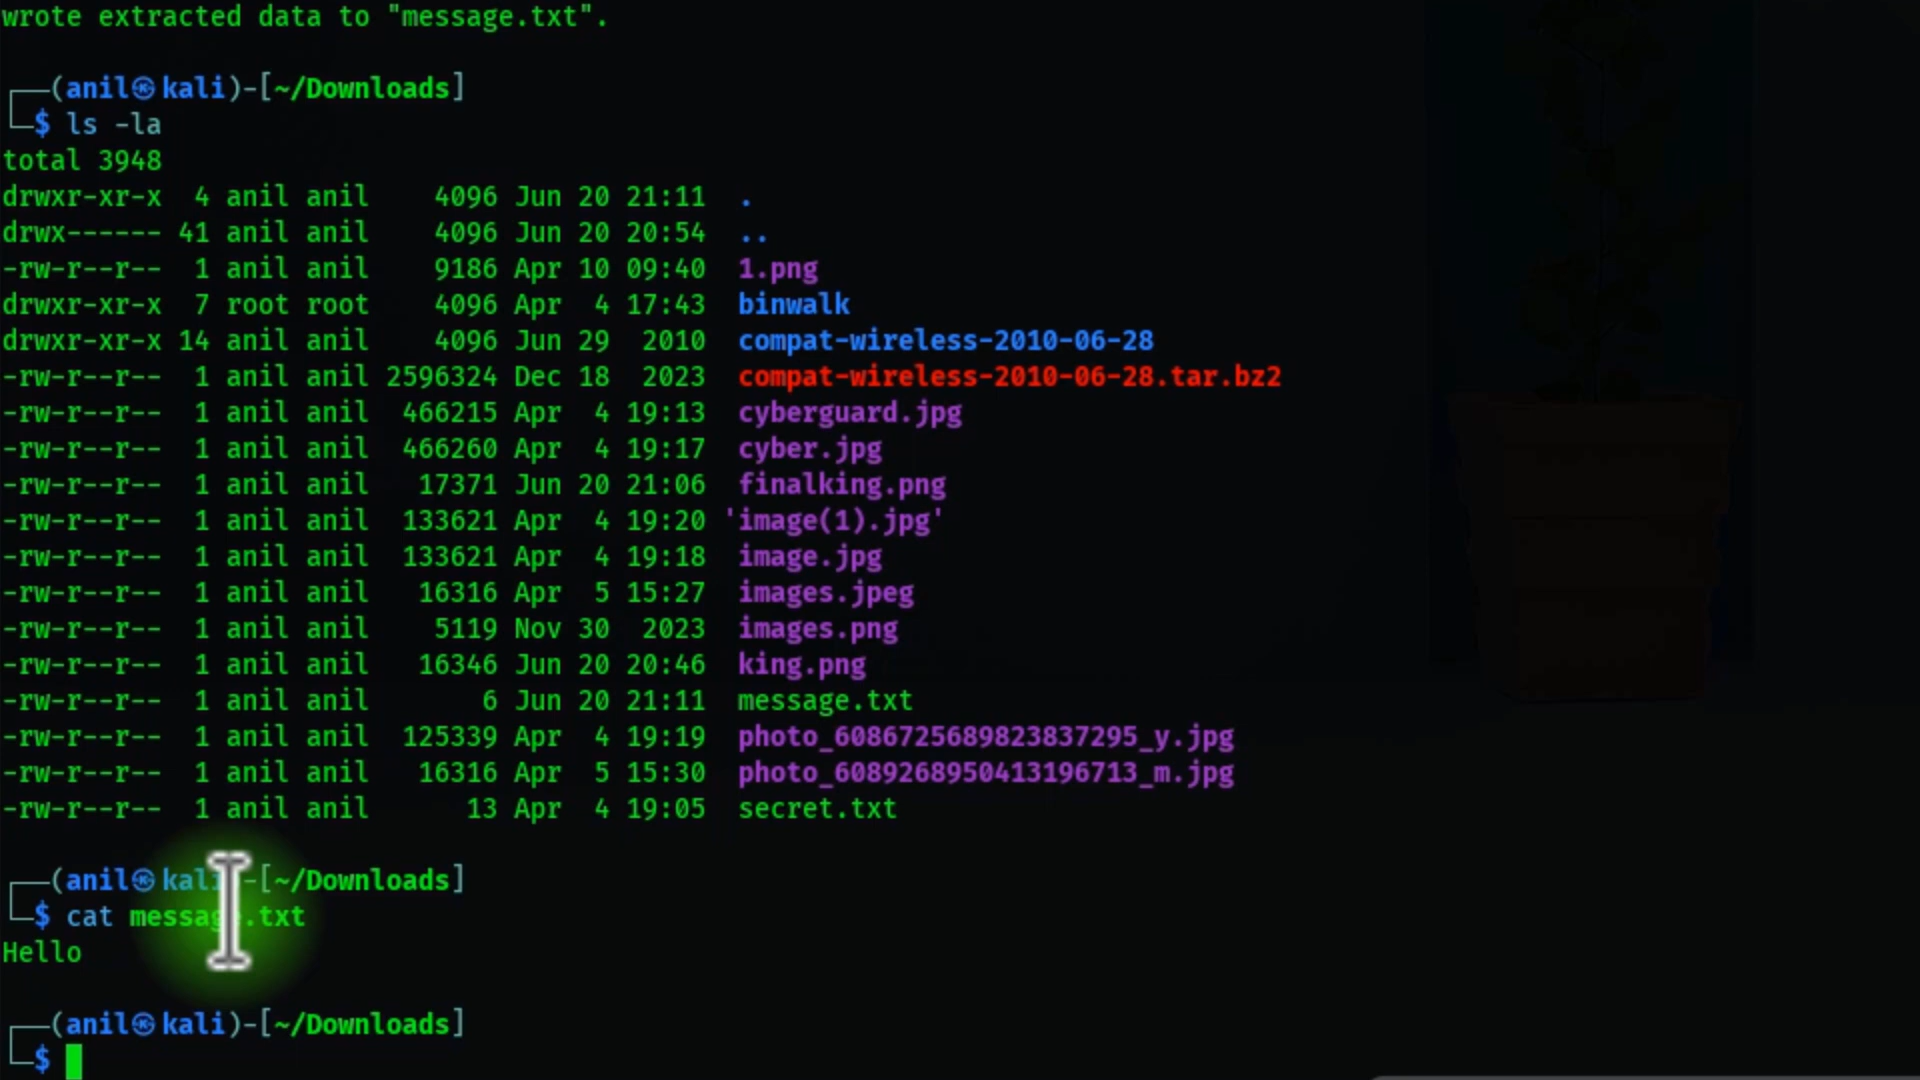 wrote extracted data to "message.txt".
┌──(anil㉿kali)-[~/Downloads]
└─$ ls -la
total 3948
drwxr-xr-x  4 anil anil    4096 Jun 20 21:11  .
drwx------ 41 anil anil    4096 Jun 20 20:54  ..
-rw-r--r--  1 anil anil    9186 Apr 10 09:40  1.png
drwxr-xr-x  7 root root    4096 Apr  4 17:43  binwalk
drwxr-xr-x 14 anil anil    4096 Jun 29  2010  compat-wireless-2010-06-28
-rw-r--r--  1 anil anil 2596324 Dec 18  2023  compat-wireless-2010-06-28.tar.bz2
-rw-r--r--  1 anil anil  466215 Apr  4 19:13  cyberguard.jpg
-rw-r--r--  1 anil anil  466260 Apr  4 19:17  cyber.jpg
-rw-r--r--  1 anil anil   17371 Jun 20 21:06  finalking.png
-rw-r--r--  1 anil anil  133621 Apr  4 19:20 'image(1).jpg'
-rw-r--r--  1 anil anil  133621 Apr  4 19:18  image.jpg
-rw-r--r--  1 anil anil   16316 Apr  5 15:27  images.jpeg
-rw-r--r--  1 anil anil    5119 Nov 30  2023  images.png
-rw-r--r--  1 anil anil   16346 Jun 20 20:46  king.png
-rw-r--r--  1 anil anil       6 Jun 20 21:11  message.txt
-rw-r--r--  1 anil anil  125339 Apr  4 19:19  photo_6086725689823837295_y.jpg
-rw-r--r--  1 anil anil   16316 Apr  5 15:30  photo_6089268950413196713_m.jpg
-rw-r--r--  1 anil anil      13 Apr  4 19:05  secret.txt
┌──(anil㉿kali)-[~/Downloads]
└─$ cat message.txt
Hello
┌──(anil㉿kali)-[~/Downloads]
└─$